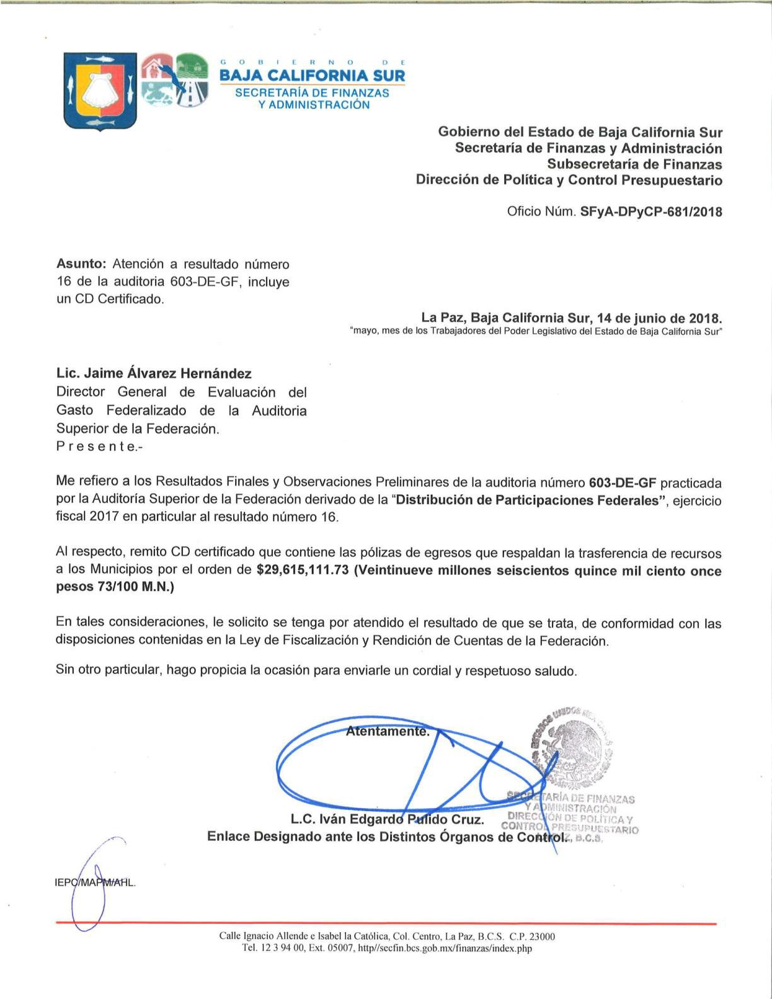 GOBIERNO DE
BAJA CALIFORNIA SUR
SECRETARÍA DE FINANZAS
Y ADMINISTRACIÓN
Gobierno del Estado de Baja California Sur
Secretaría de Finanzas y Administración
Subsecretaría de Finanzas
Dirección de Política y Control Presupuestario
Oficio Núm. SFyA-DPyCP-681/2018
Asunto: Atención a resultado número
16 de la auditoria 603-DE-GF, incluye
un CD Certificado.
La Paz, Baja California Sur, 14 de junio de 2018.
"mayo, mes de los Trabajadores del Poder Legislativo del Estado de Baja California Sur"
Lic. Jaime Álvarez Hernández
Director General de Evaluación del
Gasto Federalizado de la Auditoria
Superior de la Federación.
P r e s e n t e.-
Me refiero a los Resultados Finales y Observaciones Preliminares de la auditoria número 603-DE-GF practicada
por la Auditoría Superior de la Federación derivado de la "Distribución de Participaciones Federales", ejercicio
fiscal 2017 en particular al resultado número 16.
Al respecto, remito CD certificado que contiene las pólizas de egresos que respaldan la trasferencia de recursos
a los Municipios por el orden de $29,615,111.73 (Veintinueve millones seiscientos quince mil ciento once
pesos 73/100 M.N.)
En tales consideraciones, le solicito se tenga por atendido el resultado de que se trata, de conformidad con las
disposiciones contenidas en la Ley de Fiscalización y Rendición de Cuentas de la Federación.
Sin otro particular, hago propicia la ocasión para enviarle un cordial y respetuoso saludo.
Atentamente.
ESTADOS UNIDOS MEXICANOS
SECRETARÍA DE FINANZAS
Y ADMINISTRACIÓN
DIRECCIÓN DE POLÍTICA Y
CONTROL PRESUPUESTARIO
B.C.S.
L.C. Iván Edgardo Pulido Cruz.
Enlace Designado ante los Distintos Órganos de Control.
IEPC/MAPM/AHL.
Calle Ignacio Allende e Isabel la Católica, Col. Centro, La Paz, B.C.S. C.P. 23000
Tel. 12 3 94 00, Ext. 05007, http//secfin.bcs.gob.mx/finanzas/index.php